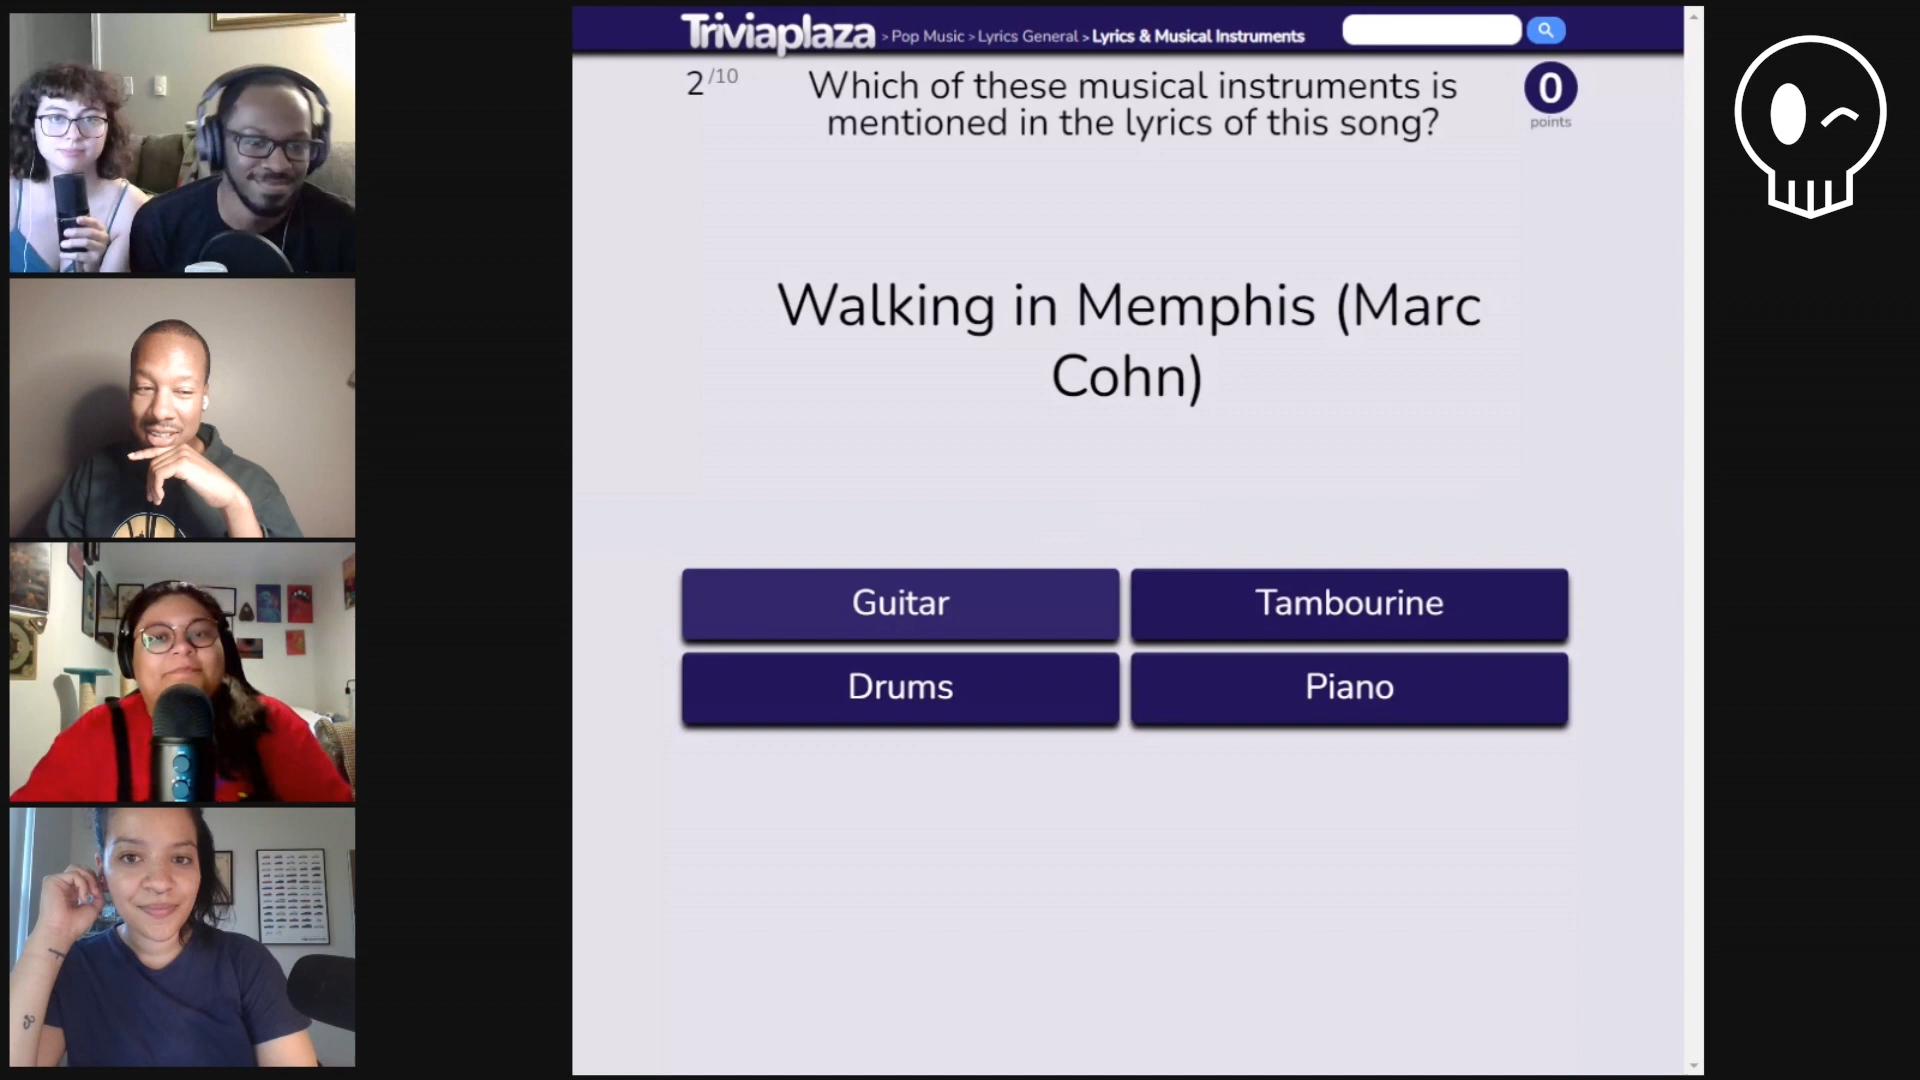 Triviaplaza > Pop Music > Lyrics General > Lyrics & Musical Instruments
2/10
Which of these musical instruments is
mentioned in the lyrics of this song?
0
points
Walking in Memphis (Marc
Cohn)
Guitar
Tambourine
Drums
Piano